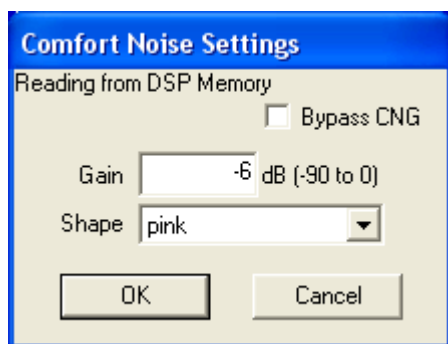 Comfort Noise Settings
Reading from DSP Memory
Bypass CNG
Gain -6 dB (-90 to 0)
Shape pink
OK Cancel